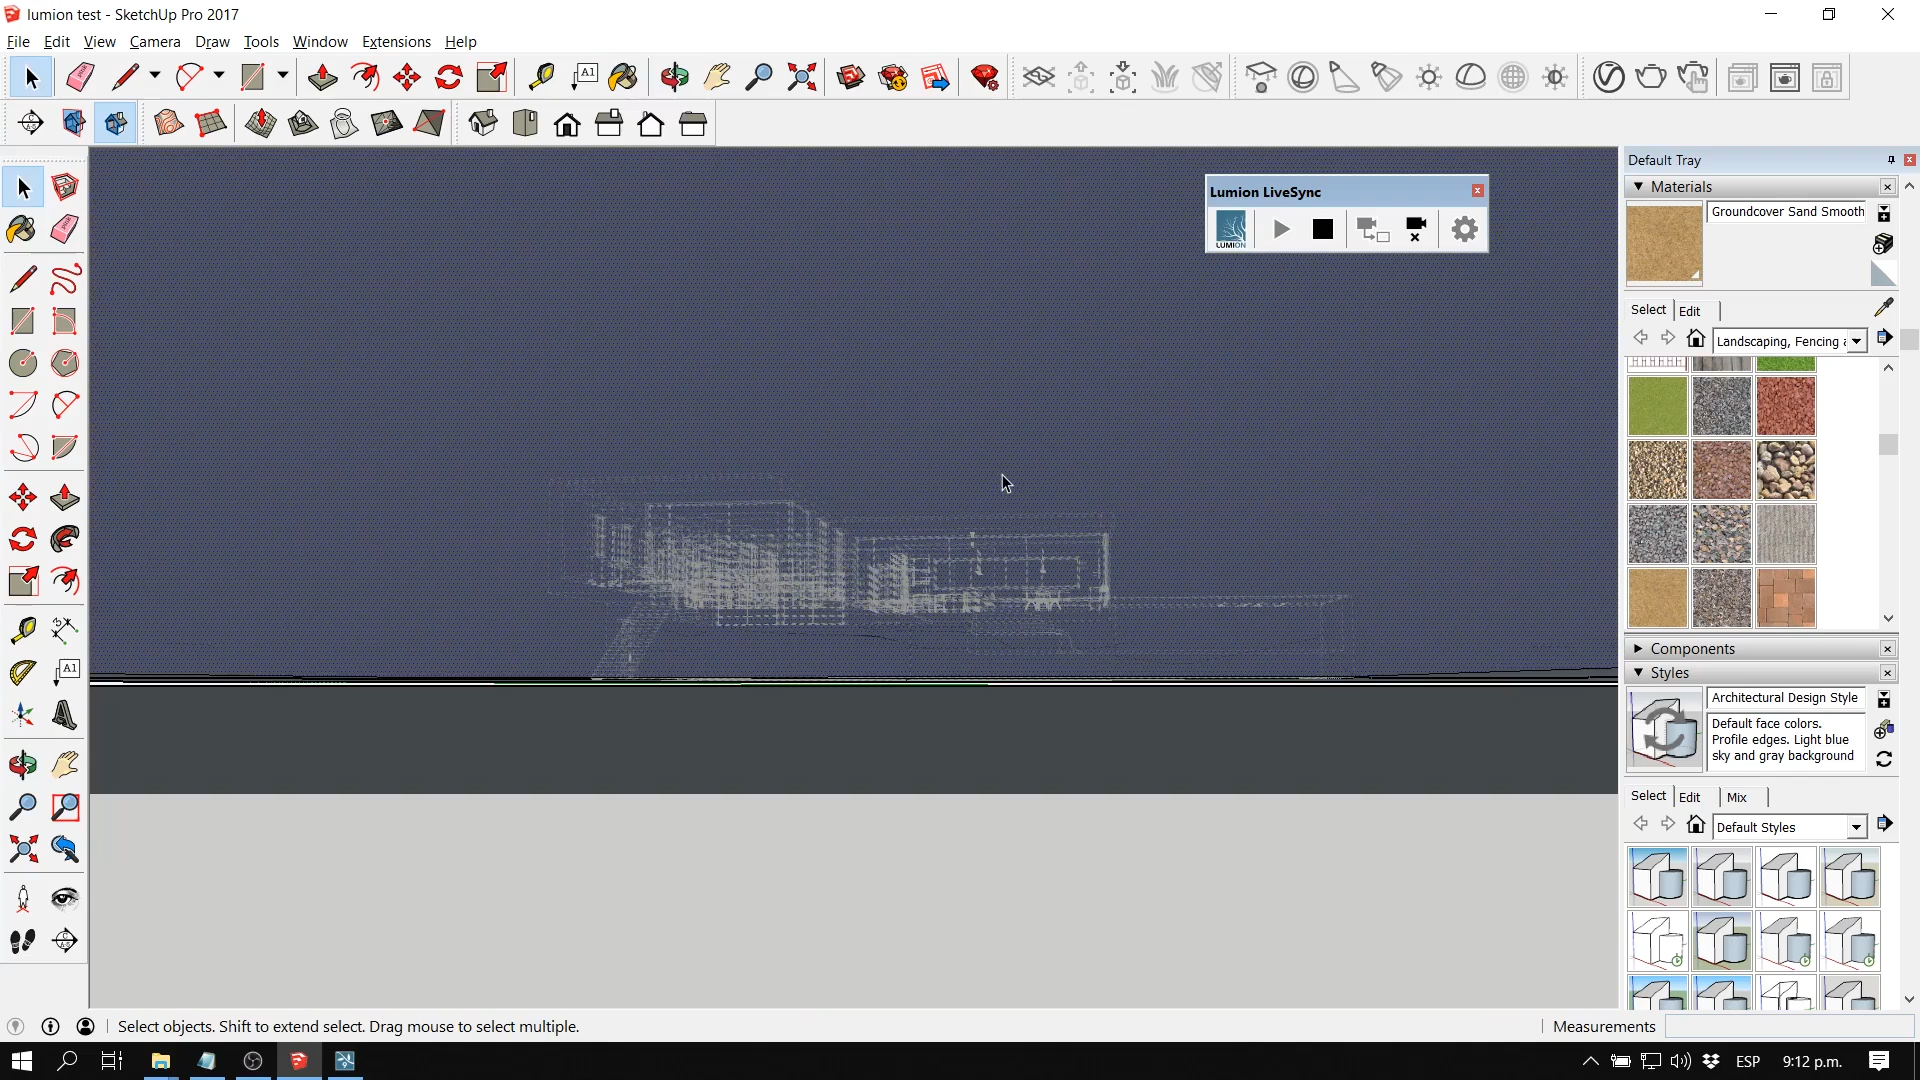 lumion test - SketchUp Pro 2017
File Edit View Camera Draw Tools Window Extensions Help
A1
Default Tray
Lumion LiveSync
LUMION
Materials
Groundcover Sand Smooth
Select Edit
Landscaping, Fencing
Components
Styles
Architectural Design Style
Default face colors.
Profile edges. Light blue
sky and gray background
Select Edit Mix
Default Styles
A1
Select objects. Shift to extend select. Drag mouse to select multiple.
Measurements
ESP
9:12 p.m.